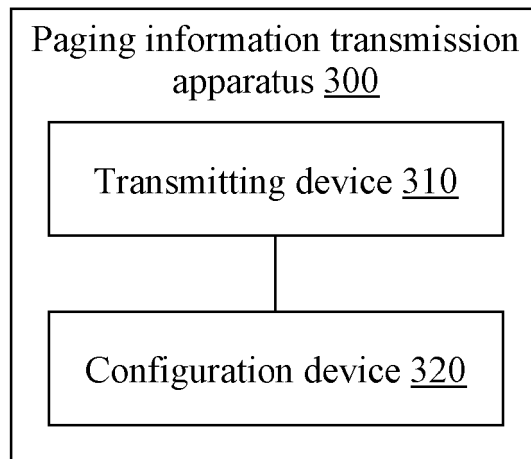 Paging information transmission
apparatus 300
Transmitting device 310
Configuration device 320